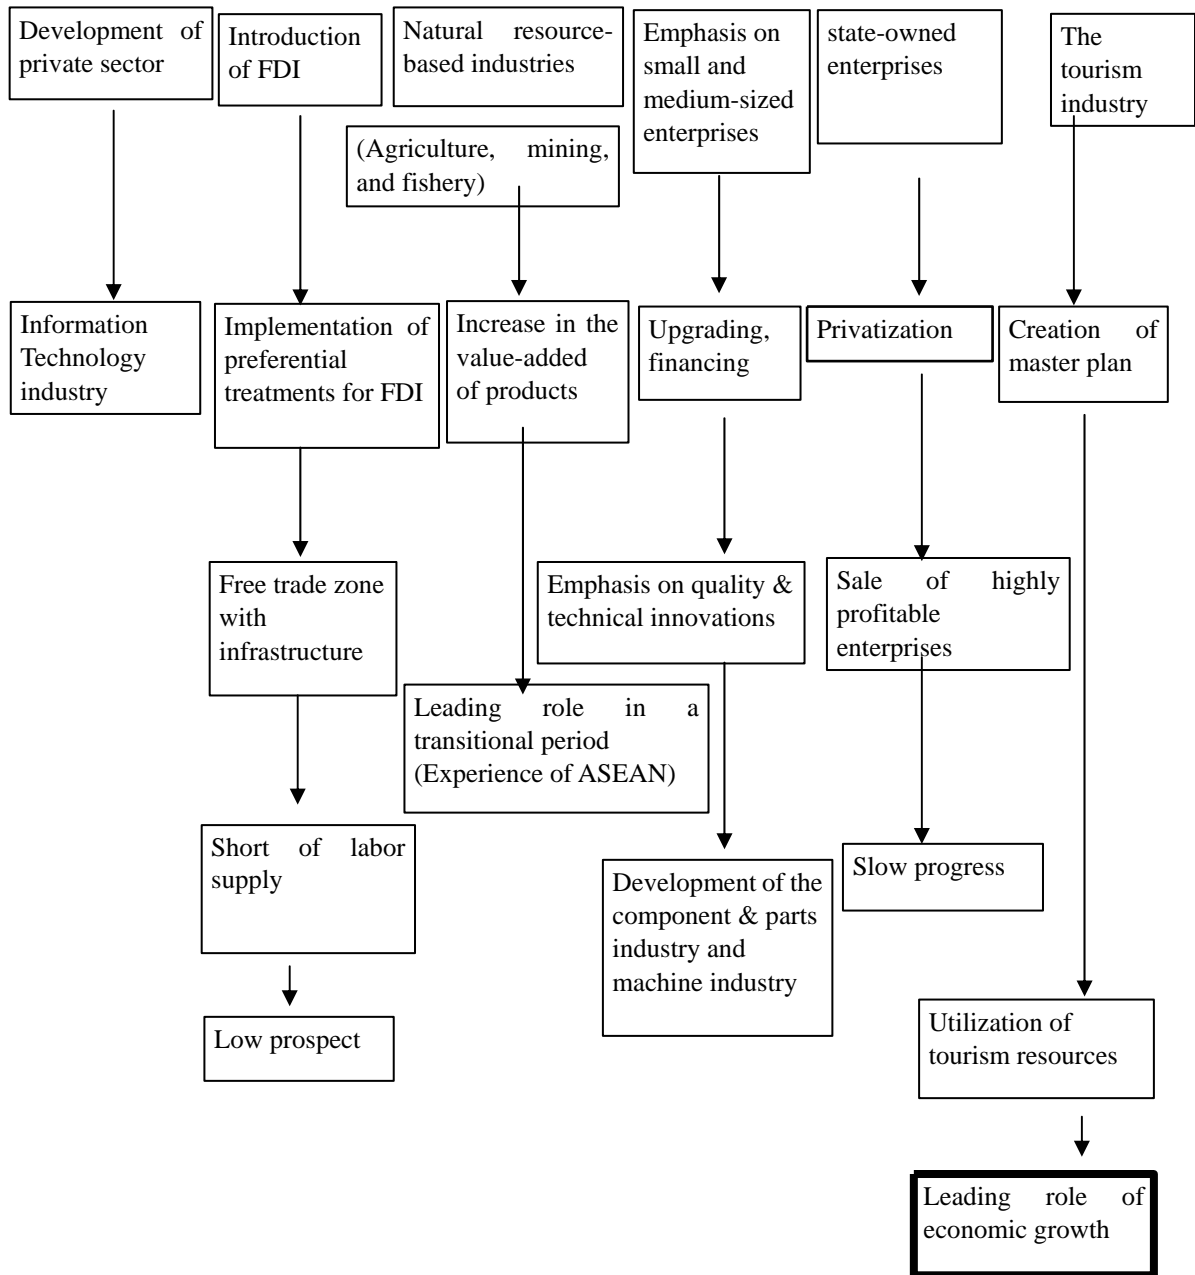 Development of
private sector
Introduction
of FDI
Natural resource-
based industries
Emphasis on
small and
medium-sized
enterprises
state-owned
enterprises
The
tourism
industry
(Agriculture, mining,
and fishery)
Information
Technology
industry
Implementation of
preferential
treatments for FDI
Increase in the
value-added
of products
Upgrading,
financing
Privatization
Creation of
master plan
Free trade zone
with
infrastructure
Emphasis on quality &
technical innovations
Sale of highly
profitable
enterprises
Leading role in a
transitional period
(Experience of ASEAN)
Short of labor
supply
Development of the
component & parts
industry and
machine industry
Slow progress
Low prospect
Utilization of
tourism resources
Leading role of
economic growth